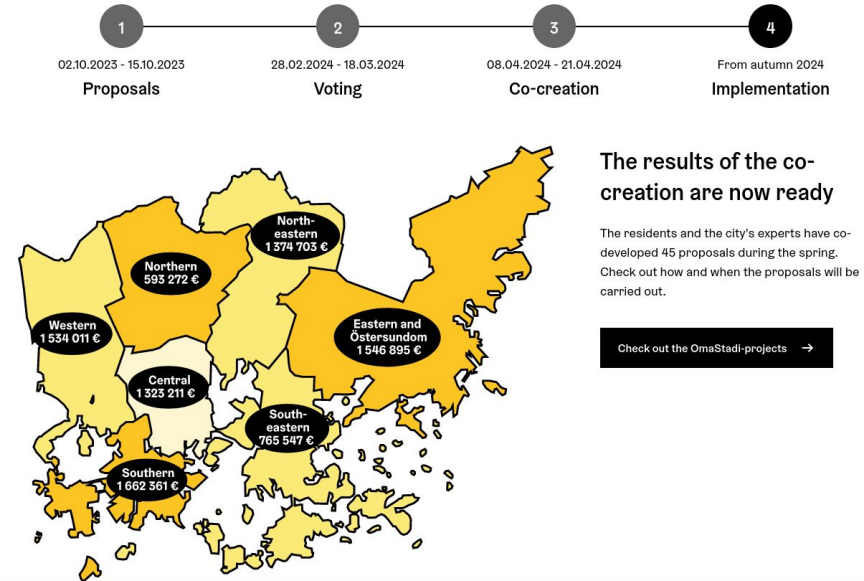 1
2
3
4
02.10.2023 - 15.10.2023
28.02.2024 - 18.03.2024
08.04.2024 - 21.04.2024
From autumn 2024
Proposals
Voting
Co-creation
Implementation
North-
eastern
1 374 703 €
Northern
593 272 €
Western
1 534 011 €
Eastern and
Östersundom
1 546 895 €
Central
1 323 211 €
South-
eastern
765 547 €
Southern
1 662 361 €
The results of the co-
creation are now ready
The residents and the city's experts have co-
developed 45 proposals during the spring.
Check out how and when the proposals will be
carried out.
Check out the OmaStadi-projects →